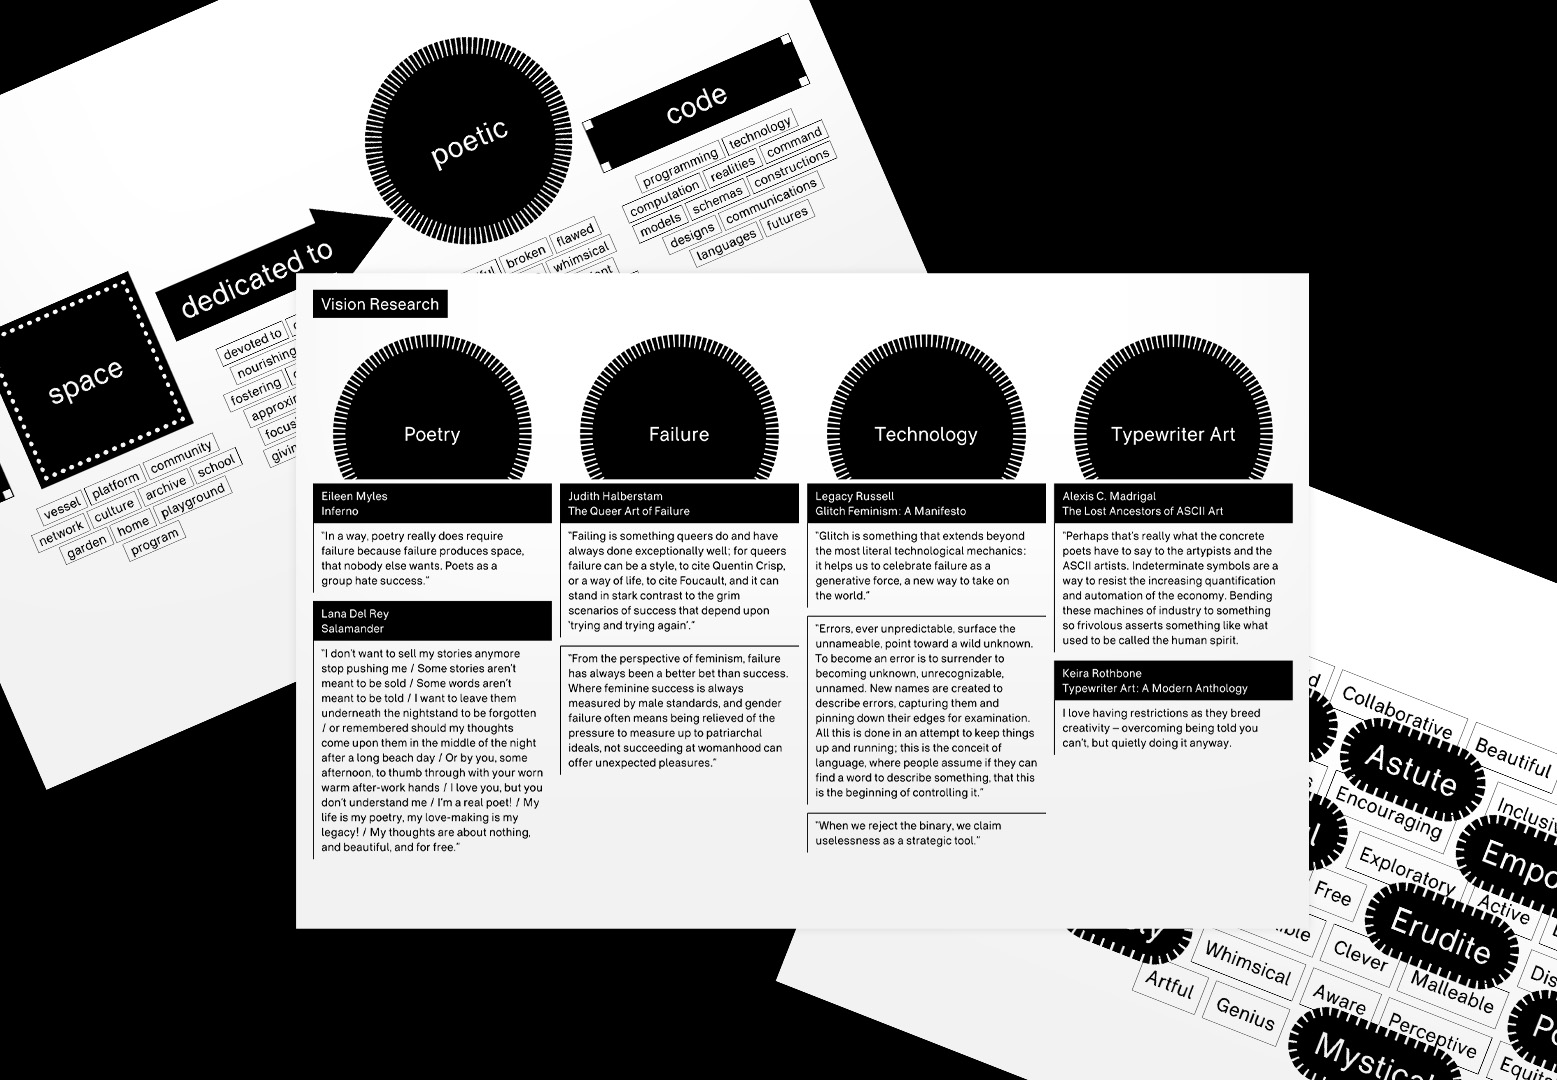 poetic
code
programming technology
computation realities command
models schemas constructions
designs communications
languages futures
broken flawed
whimsical
dedicated to
devoted to
nourishing
fostering
space
vessel platform community
network culture archive school
garden home playground
program
Vision Research
Poetry
Eileen Myles
Inferno
"In a way, poetry really does require
failure because failure produces space,
that nobody else wants. Poets as a
group hate success."
Lana Del Rey
Salamander
"I don't want to sell my stories anymore
stop pushing me / Some stories aren't
meant to be sold / Some words aren't
meant to be told / I want to leave them
underneath the nightstand to be forgotten
/ or remembered should my thoughts
come upon them in the middle of the night
after a long beach day / Or by you, some
afternoon, to thumb through with your worn
warm after-work hands / I love you, but you
don't understand me / I'm a real poet! / My
life is my poetry, my love-making is my
legacy! / My thoughts are about nothing,
and beautiful, and for free."
Failure
Judith Halberstam
The Queer Art of Failure
"Failing is something queers do and have
always done exceptionally well; for queers
failure can be a style, to cite Quentin Crisp,
or a way of life, to cite Foucault, and it can
stand in stark contrast to the grim
scenarios of success that depend upon
'trying and trying again'."
"From the perspective of feminism, failure
has always been a better bet than success.
Where feminine success is always
measured by male standards, and gender
failure often means being relieved of the
pressure to measure up to patriarchal
ideals, not succeeding at womanhood can
offer unexpected pleasures."
Technology
Legacy Russell
Glitch Feminism: A Manifesto
"Glitch is something that extends beyond
the most literal technological mechanics:
it helps us to celebrate failure as a
generative force, a new way to take on
the world."
"Errors, ever unpredictable, surface the
unnameable, point toward a wild unknown.
To become an error is to surrender to
becoming unknown, unrecognizable,
unnamed. New names are created to
describe errors, capturing them and
pinning down their edges for examination.
All this is done in an attempt to keep things
up and running; this is the conceit of
language, where people assume if they can
find a word to describe something, that this
is the beginning of controlling it."
"When we reject the binary, we claim
uselessness as a strategic tool."
Typewriter Art
Alexis C. Madrigal
The Lost Ancestors of ASCII Art
"Perhaps that's really what the concrete
poets have to say to the artypists and the
ASCII artists. Indeterminate symbols are a
way to resist the increasing quantification
and automation of the economy. Bending
these machines of industry to something
so frivolous asserts something like what
used to be called the human spirit.
Keira Rothbone
Typewriter Art: A Modern Anthology
I love having restrictions as they breed
creativity – overcoming being told you
can't, but quietly doing it anyway.
Collaborative
Beautiful
Astute
Encouraging
Exploratory
Free
Active
Erudite
Clever
Whimsical
Malleable
Artful
Genius
Aware
Perceptive